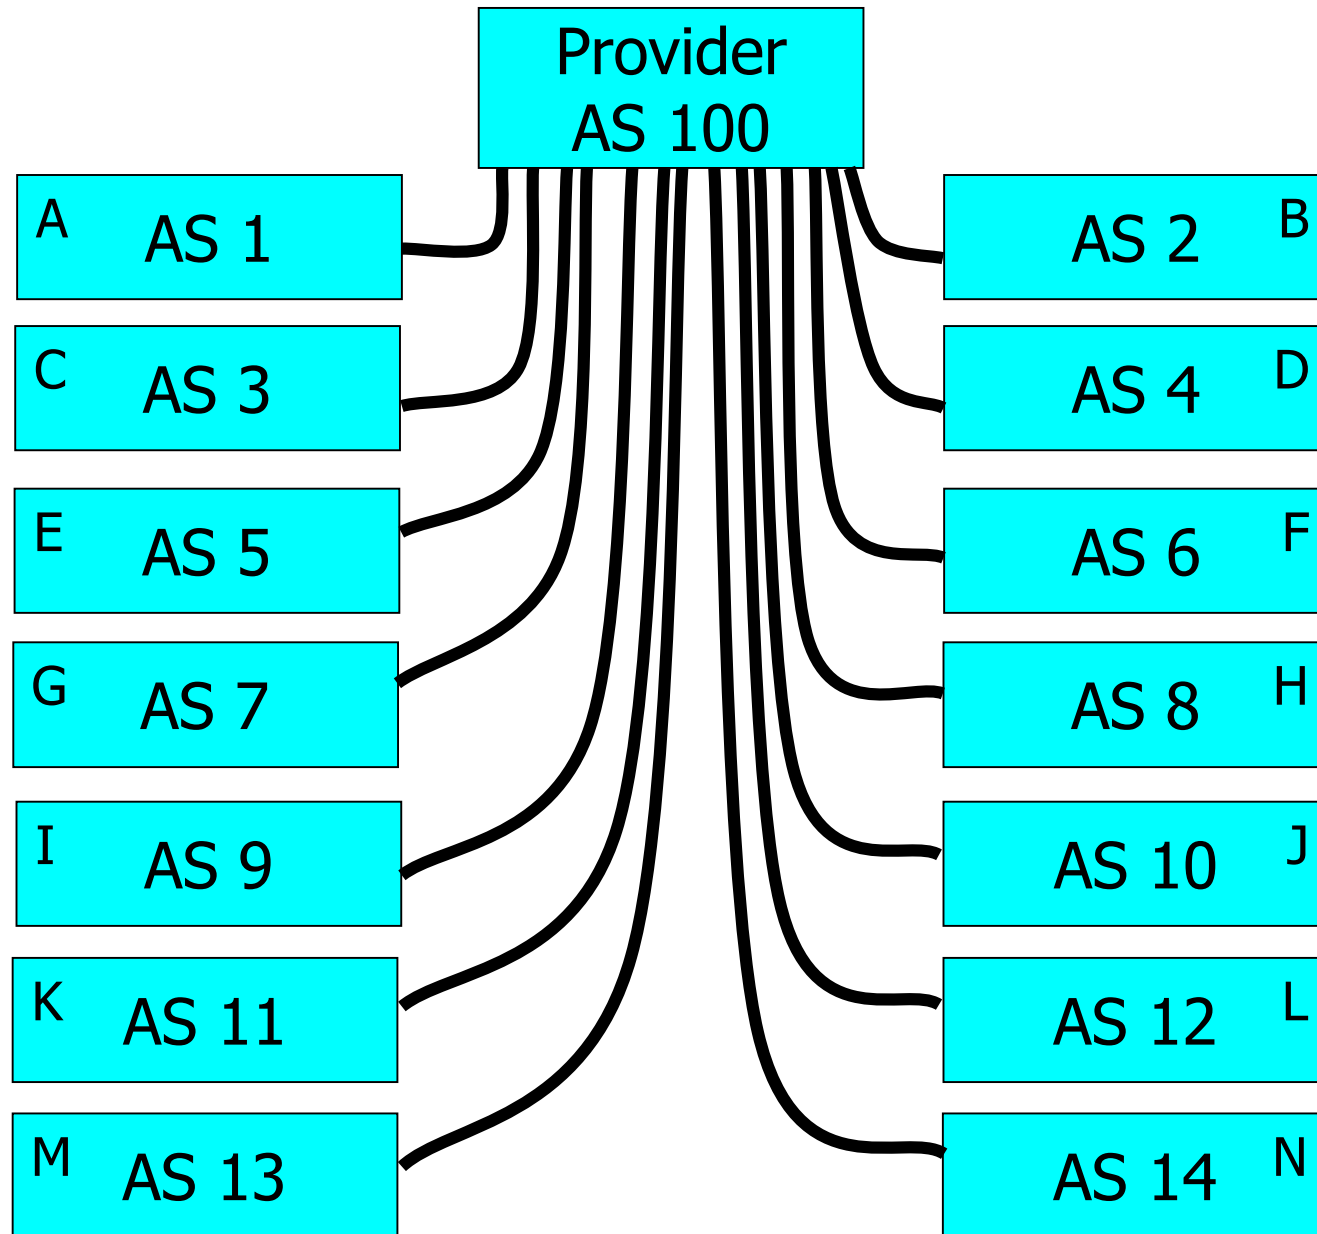 Provider
AS 100
A AS 1
AS 2 B
C AS 3
AS 4 D
E AS 5
AS 6 F
G AS 7
AS 8 H
I AS 9
AS 10 J
K AS 11
AS 12 L
M AS 13
AS 14 N